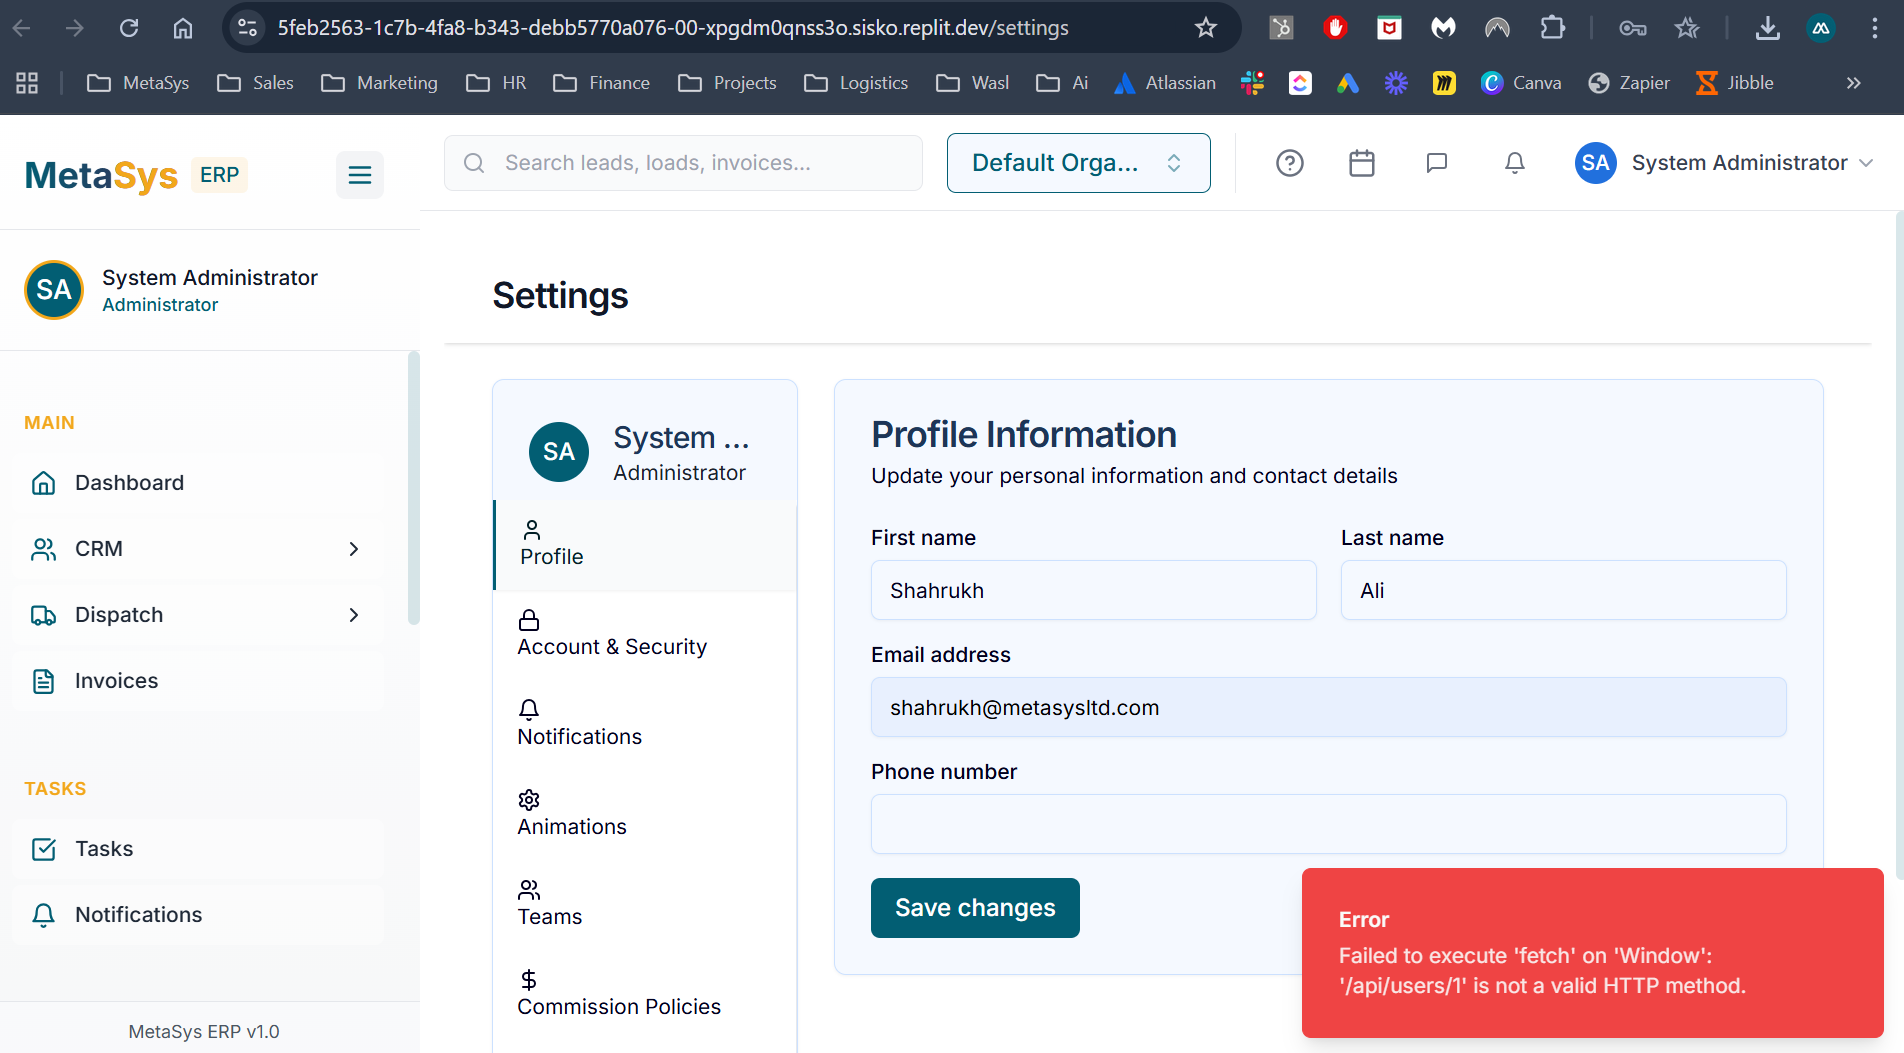 5feb2563-1c7b-4fa8-b343-debb5770a076-00-xpgdm0qnss3o.sisko.replit.dev/settings
MetaSys Sales Marketing HR Finance Projects Logistics Wasl Ai Atlassian Canva Zapier Jibble
MetaSys ERP
Search leads, loads, invoices...
Default Orga...
SA System Administrator
SA
System Administrator
Administrator
MAIN
Dashboard
CRM
Dispatch
Invoices
TASKS
Tasks
Notifications
MetaSys ERP v1.0
Settings
SA
System ...
Administrator
Profile
Account & Security
Notifications
Animations
Teams
Commission Policies
Profile Information
Update your personal information and contact details
First name
Shahrukh
Last name
Ali
Email address
shahrukh@metasysltd.com
Phone number
Save changes
Error
Failed to execute 'fetch' on 'Window':
'/api/users/1' is not a valid HTTP method.